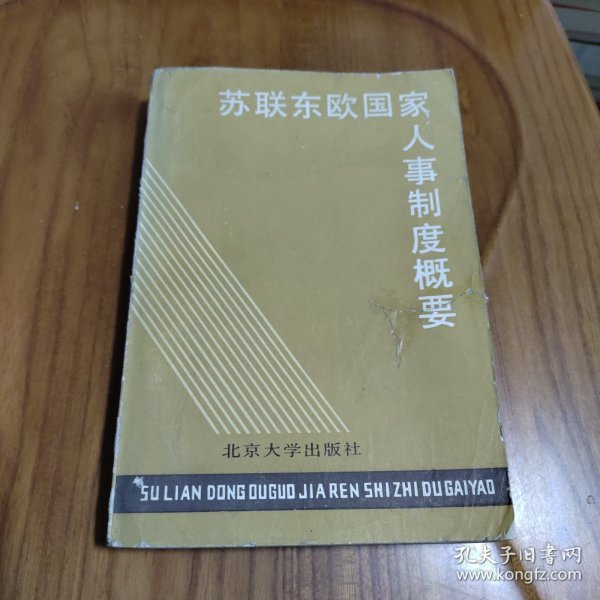 苏联东欧国家
人事制度概要
北京大学出版社
SU LIAN DONG OUGUO JIA REN SHI ZHI DU GAIYAO
孔夫子旧书网
www.kongfz.com